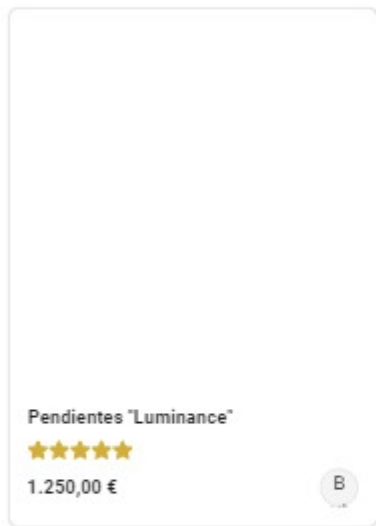 Pendientes "Luminance"
1.250,00 €
B